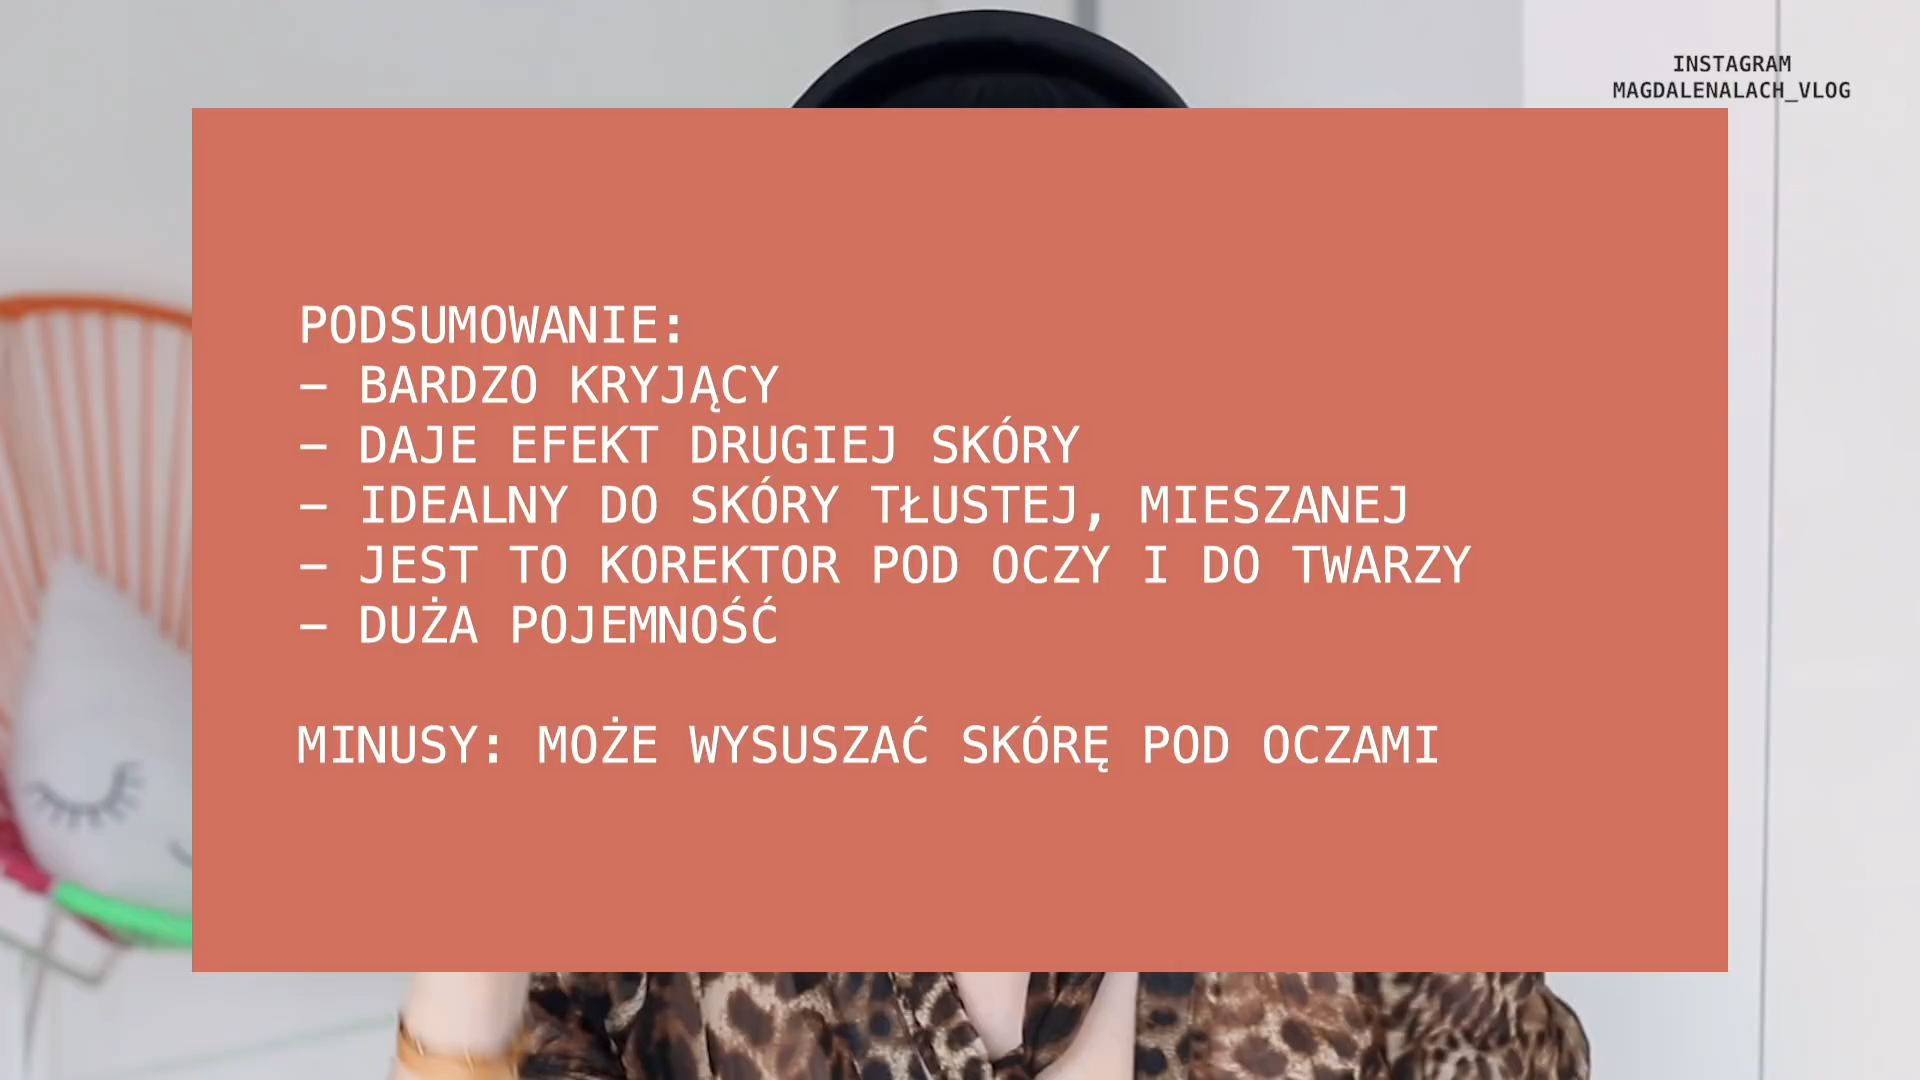 INSTAGRAM
MAGDALENALACH_VLOG
PODSUMOWANIE:
– BARDZO KRYJĄCY
– DAJE EFEKT DRUGIEJ SKÓRY
– IDEALNY DO SKÓRY TŁUSTEJ, MIESZANEJ
– JEST TO KOREKTOR POD OCZY I DO TWARZY
– DUŻA POJEMNOŚĆ
MINUSY: MOŻE WYSUSZAĆ SKÓRĘ POD OCZAMI